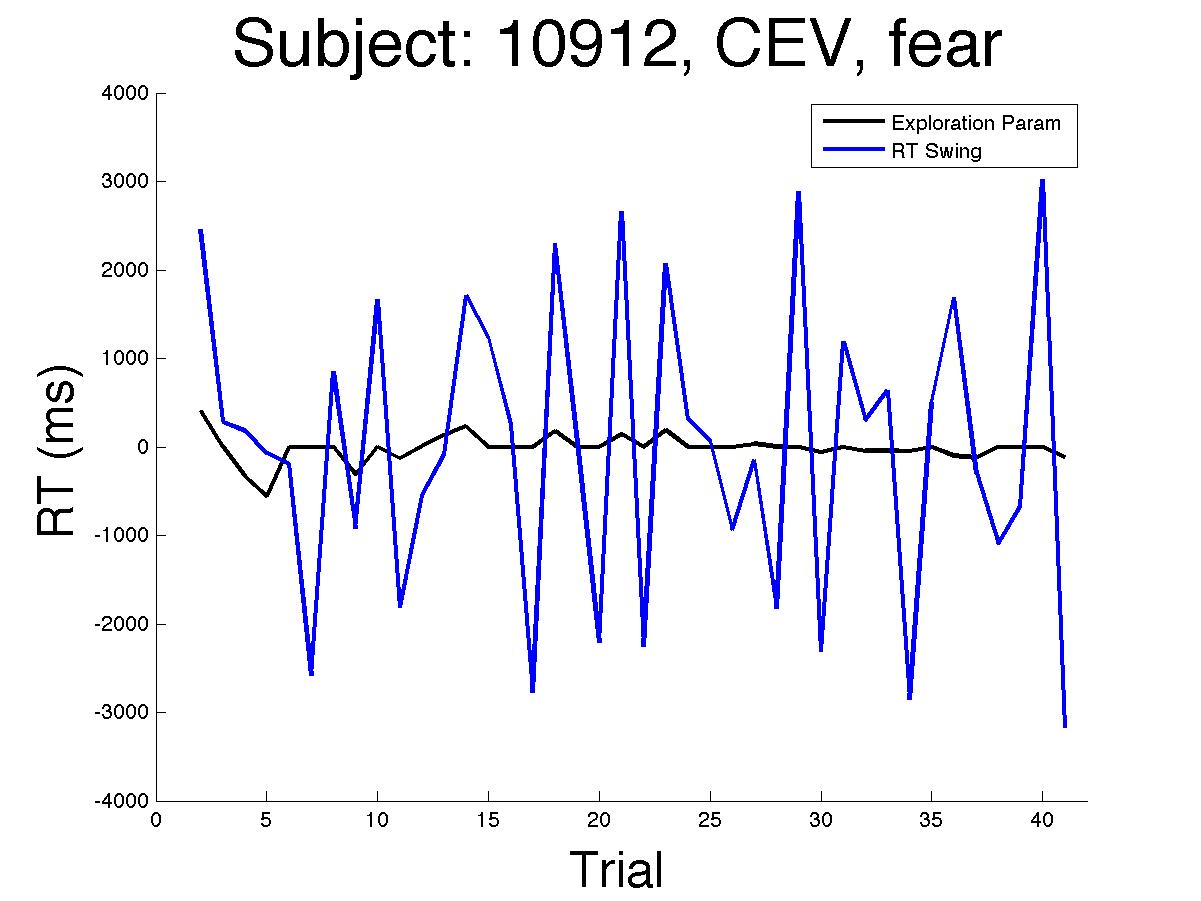 Subject: 10912, CEV, fear
4000
3000
2000
1000
0
-1000
-2000
-3000
-4000
RT (ms)
Exploration Param
RT Swing
0 5 10 15 20 25 30 35 40
Trial